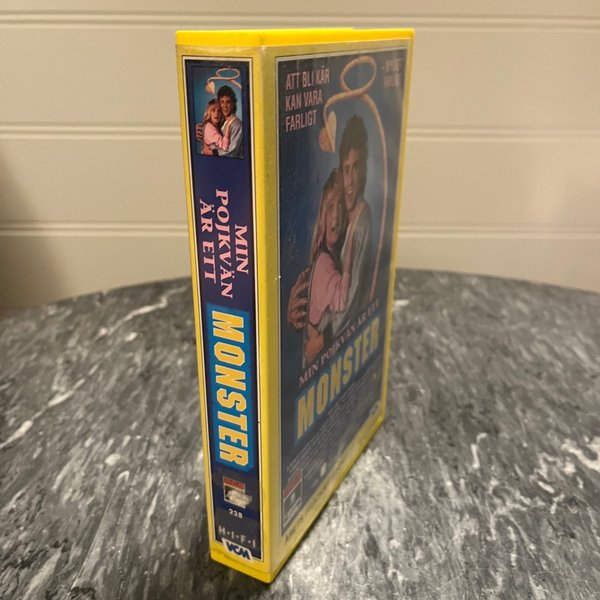 MIN
POJKVÄN
ÄR ETT
MONSTER
228
H·I·F·I
VCM
ATT BLI KÄR
KAN VARA
FARLIGT
MIN POJKVÄN ÄR ETT
MONSTER